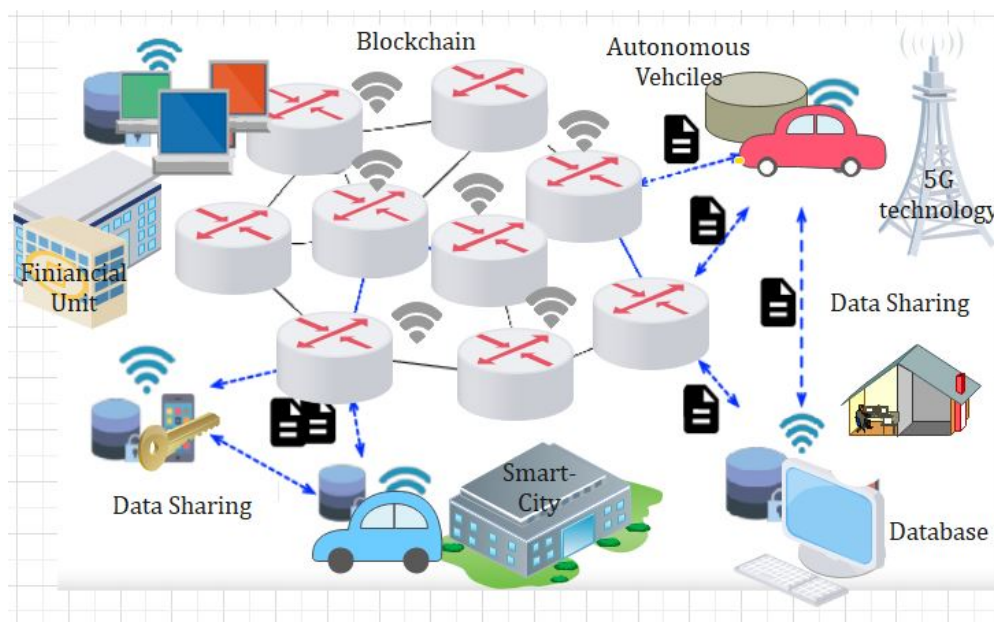 Blockchain
Autonomous
Vehciles
5G
technology
Finiancial
Unit
Data Sharing
Smart-
City
Data Sharing
Database